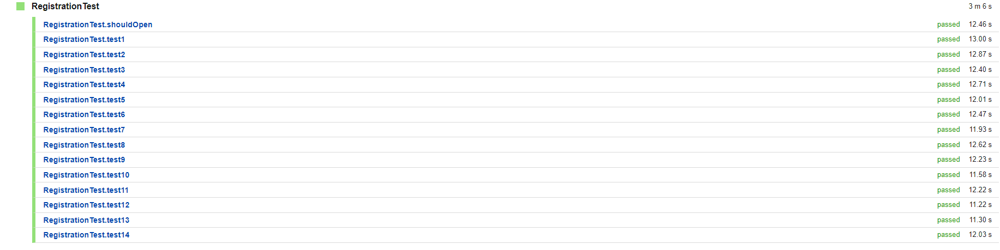 RegistrationTest 3 m 6 s
RegistrationTest.shouldOpen passed 12.46 s
RegistrationTest.test1 passed 13.00 s
RegistrationTest.test2 passed 12.87 s
RegistrationTest.test3 passed 12.40 s
RegistrationTest.test4 passed 12.71 s
RegistrationTest.test5 passed 12.01 s
RegistrationTest.test6 passed 12.47 s
RegistrationTest.test7 passed 11.93 s
RegistrationTest.test8 passed 12.62 s
RegistrationTest.test9 passed 12.23 s
RegistrationTest.test10 passed 11.58 s
RegistrationTest.test11 passed 12.22 s
RegistrationTest.test12 passed 11.22 s
RegistrationTest.test13 passed 11.30 s
RegistrationTest.test14 passed 12.03 s